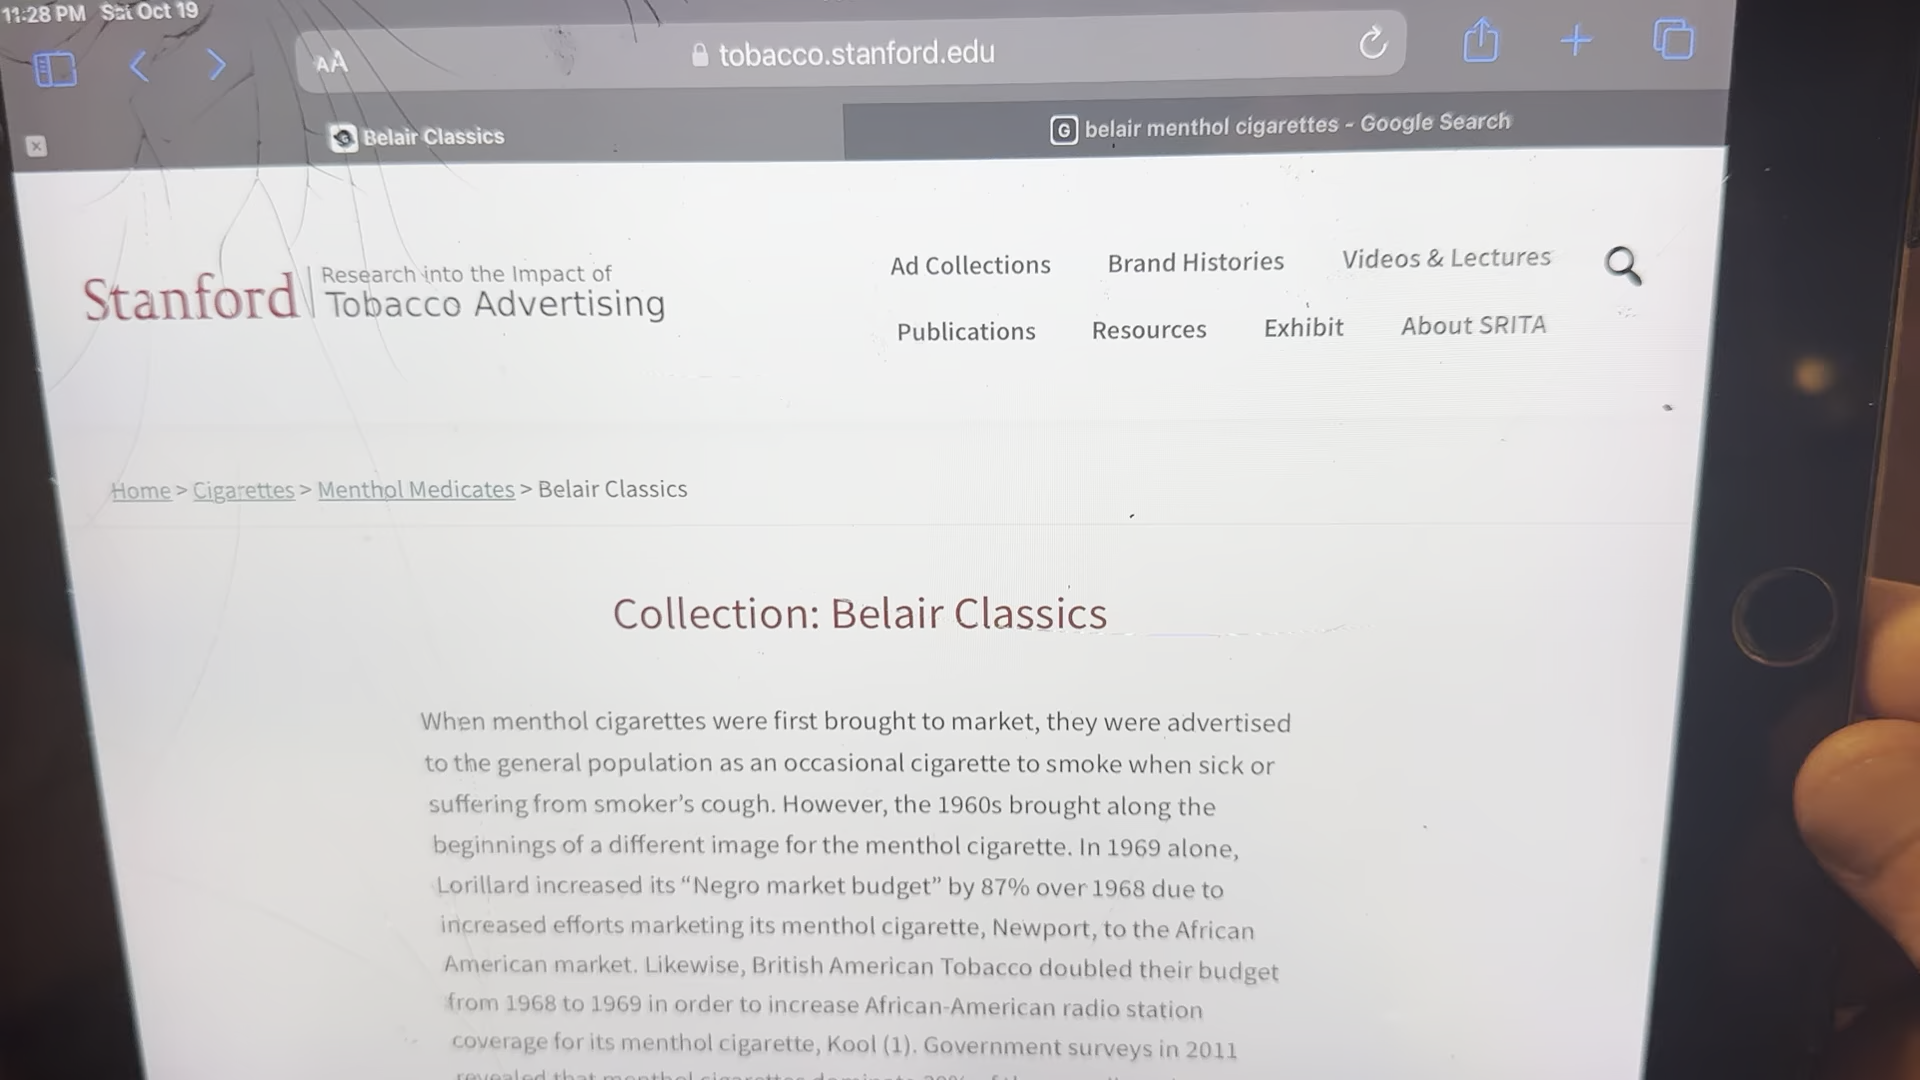 11:28 PM Sat Oct 19
AA
tobacco.stanford.edu
Belair Classics
belair menthol cigarettes - Google Search
Stanford
Research into the Impact of
Tobacco Advertising
Ad Collections Brand Histories Videos & Lectures
Publications Resources Exhibit About SRITA
Home > Cigarettes > Menthol Medicates > Belair Classics
Collection: Belair Classics
When menthol cigarettes were first brought to market, they were advertised
to the general population as an occasional cigarette to smoke when sick or
suffering from smoker's cough. However, the 1960s brought along the
beginnings of a different image for the menthol cigarette. In 1969 alone,
Lorillard increased its “Negro market budget” by 87% over 1968 due to
increased efforts marketing its menthol cigarette, Newport, to the African
American market. Likewise, British American Tobacco doubled their budget
from 1968 to 1969 in order to increase African-American radio station
coverage for its menthol cigarette, Kool (1). Government surveys in 2011
revealed that menthol cigarettes